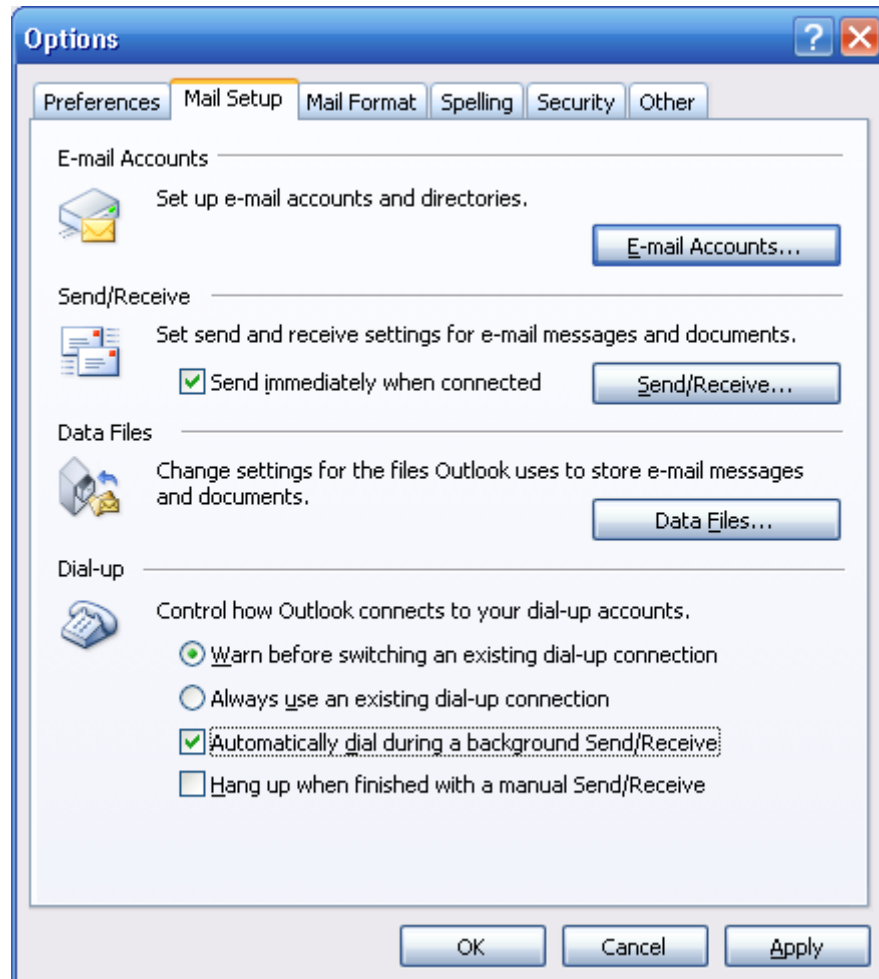 Options
Preferences Mail Setup Mail Format Spelling Security Other
E-mail Accounts
Set up e-mail accounts and directories.
E-mail Accounts...
Send/Receive
Set send and receive settings for e-mail messages and documents.
Send immediately when connected Send/Receive...
Data Files
Change settings for the files Outlook uses to store e-mail messages
and documents.
Data Files...
Dial-up
Control how Outlook connects to your dial-up accounts.
Warn before switching an existing dial-up connection
Always use an existing dial-up connection
Automatically dial during a background Send/Receive
Hang up when finished with a manual Send/Receive
OK Cancel Apply